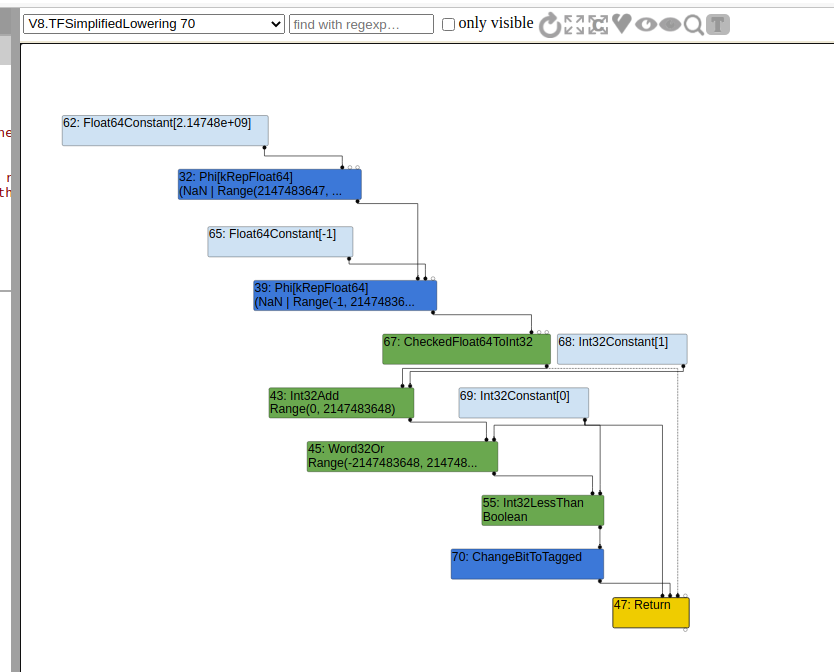 V8.TFSimplifiedLowering 70
find with regexp…
only visible
T
62: Float64Constant[2.14748e+09]
32: Phi[kRepFloat64]
(NaN | Range(2147483647, ...
65: Float64Constant[-1]
39: Phi[kRepFloat64]
(NaN | Range(-1, 21474836...
67: CheckedFloat64ToInt32
68: Int32Constant[1]
43: Int32Add
Range(0, 2147483648)
69: Int32Constant[0]
45: Word32Or
Range(-2147483648, 214748...
55: Int32LessThan
Boolean
70: ChangeBitToTagged
47: Return